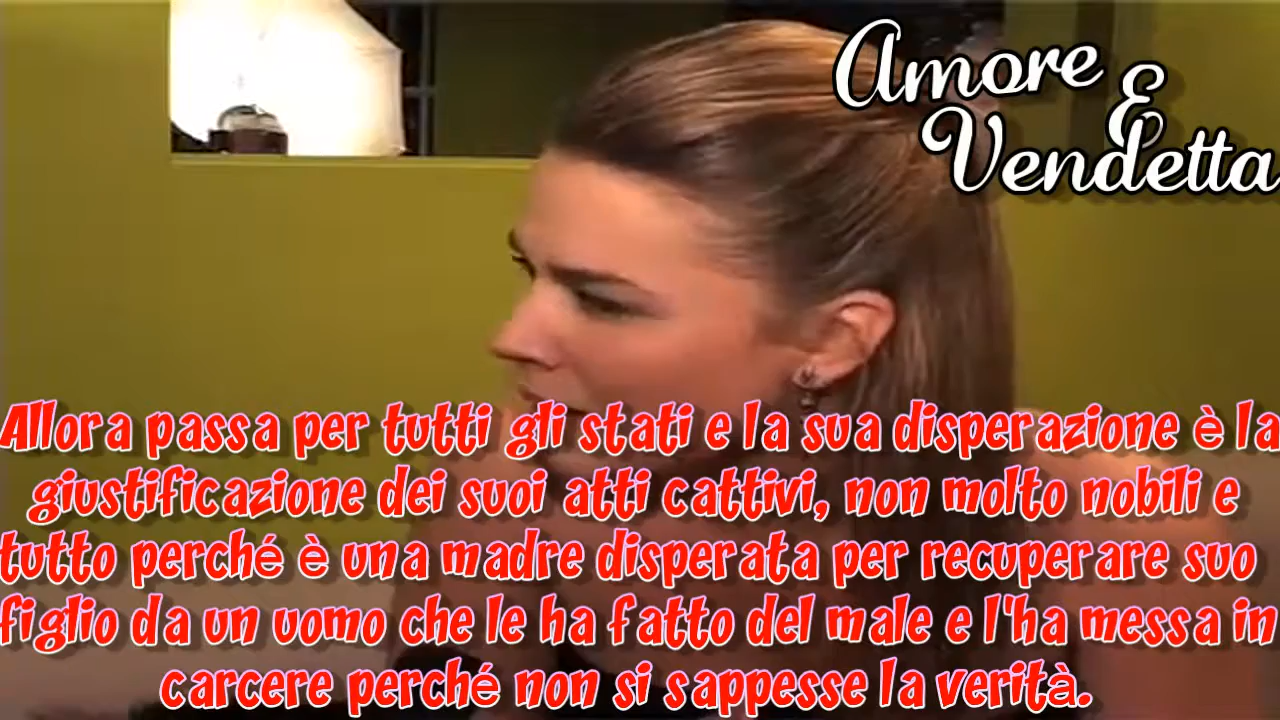 Amore
E
Vendetta
Allora passa per tutti gli stati e la sua disperazione è la
giustificazione dei suoi atti cattivi, non molto nobili e
tutto perché è una madre disperata per recuperare suo
figlio da un uomo che le ha fatto del male e l'ha messa in
carcere perché non si sappesse la verità.